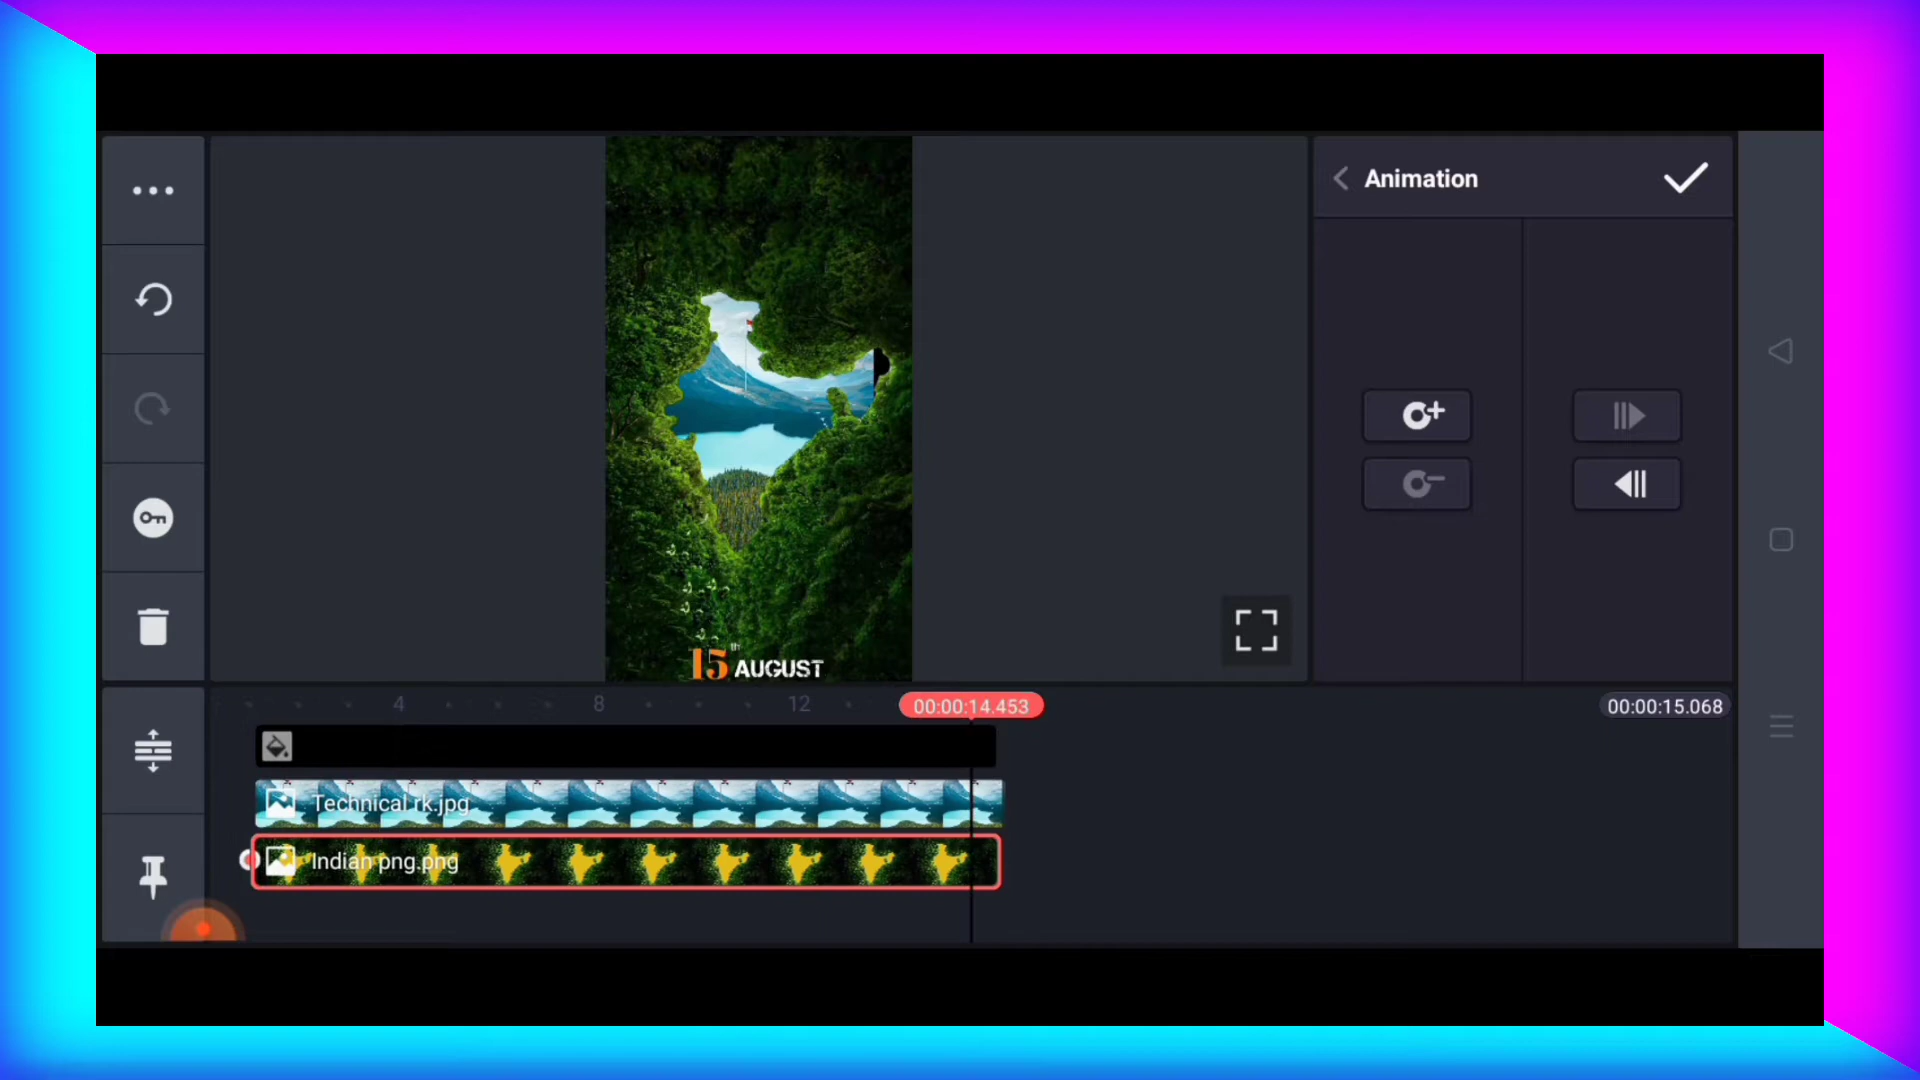 Animation
15th AUGUST
4 8 12 00:00:14.453 00:00:15.068
Technical rk.jpg
Indian png.png